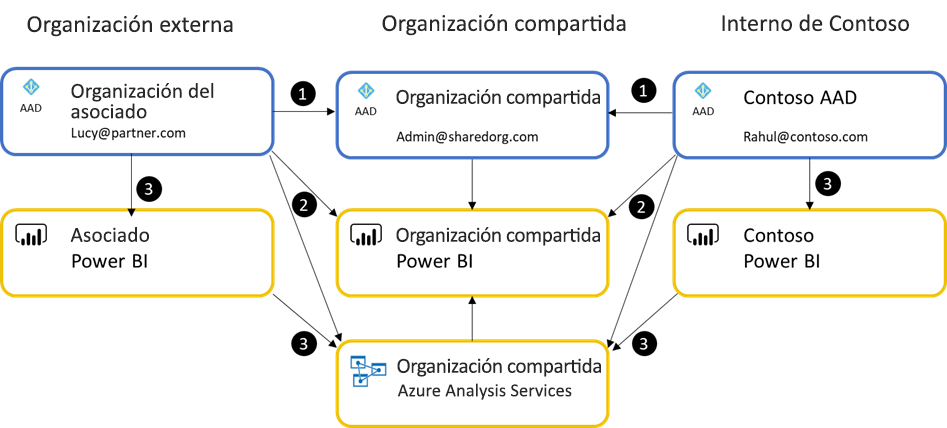 Organización externa
Organización compartida
Interno de Contoso
AAD
Organización del
asociado
Lucy@partner.com
1
AAD
Organización compartida
Admin@sharedorg.com
1
AAD
Contoso AAD
Rahul@contoso.com
3
2
2
3
Asociado
Power BI
Organización compartida
Power BI
Contoso
Power BI
3
3
Organización compartida
Azure Analysis Services